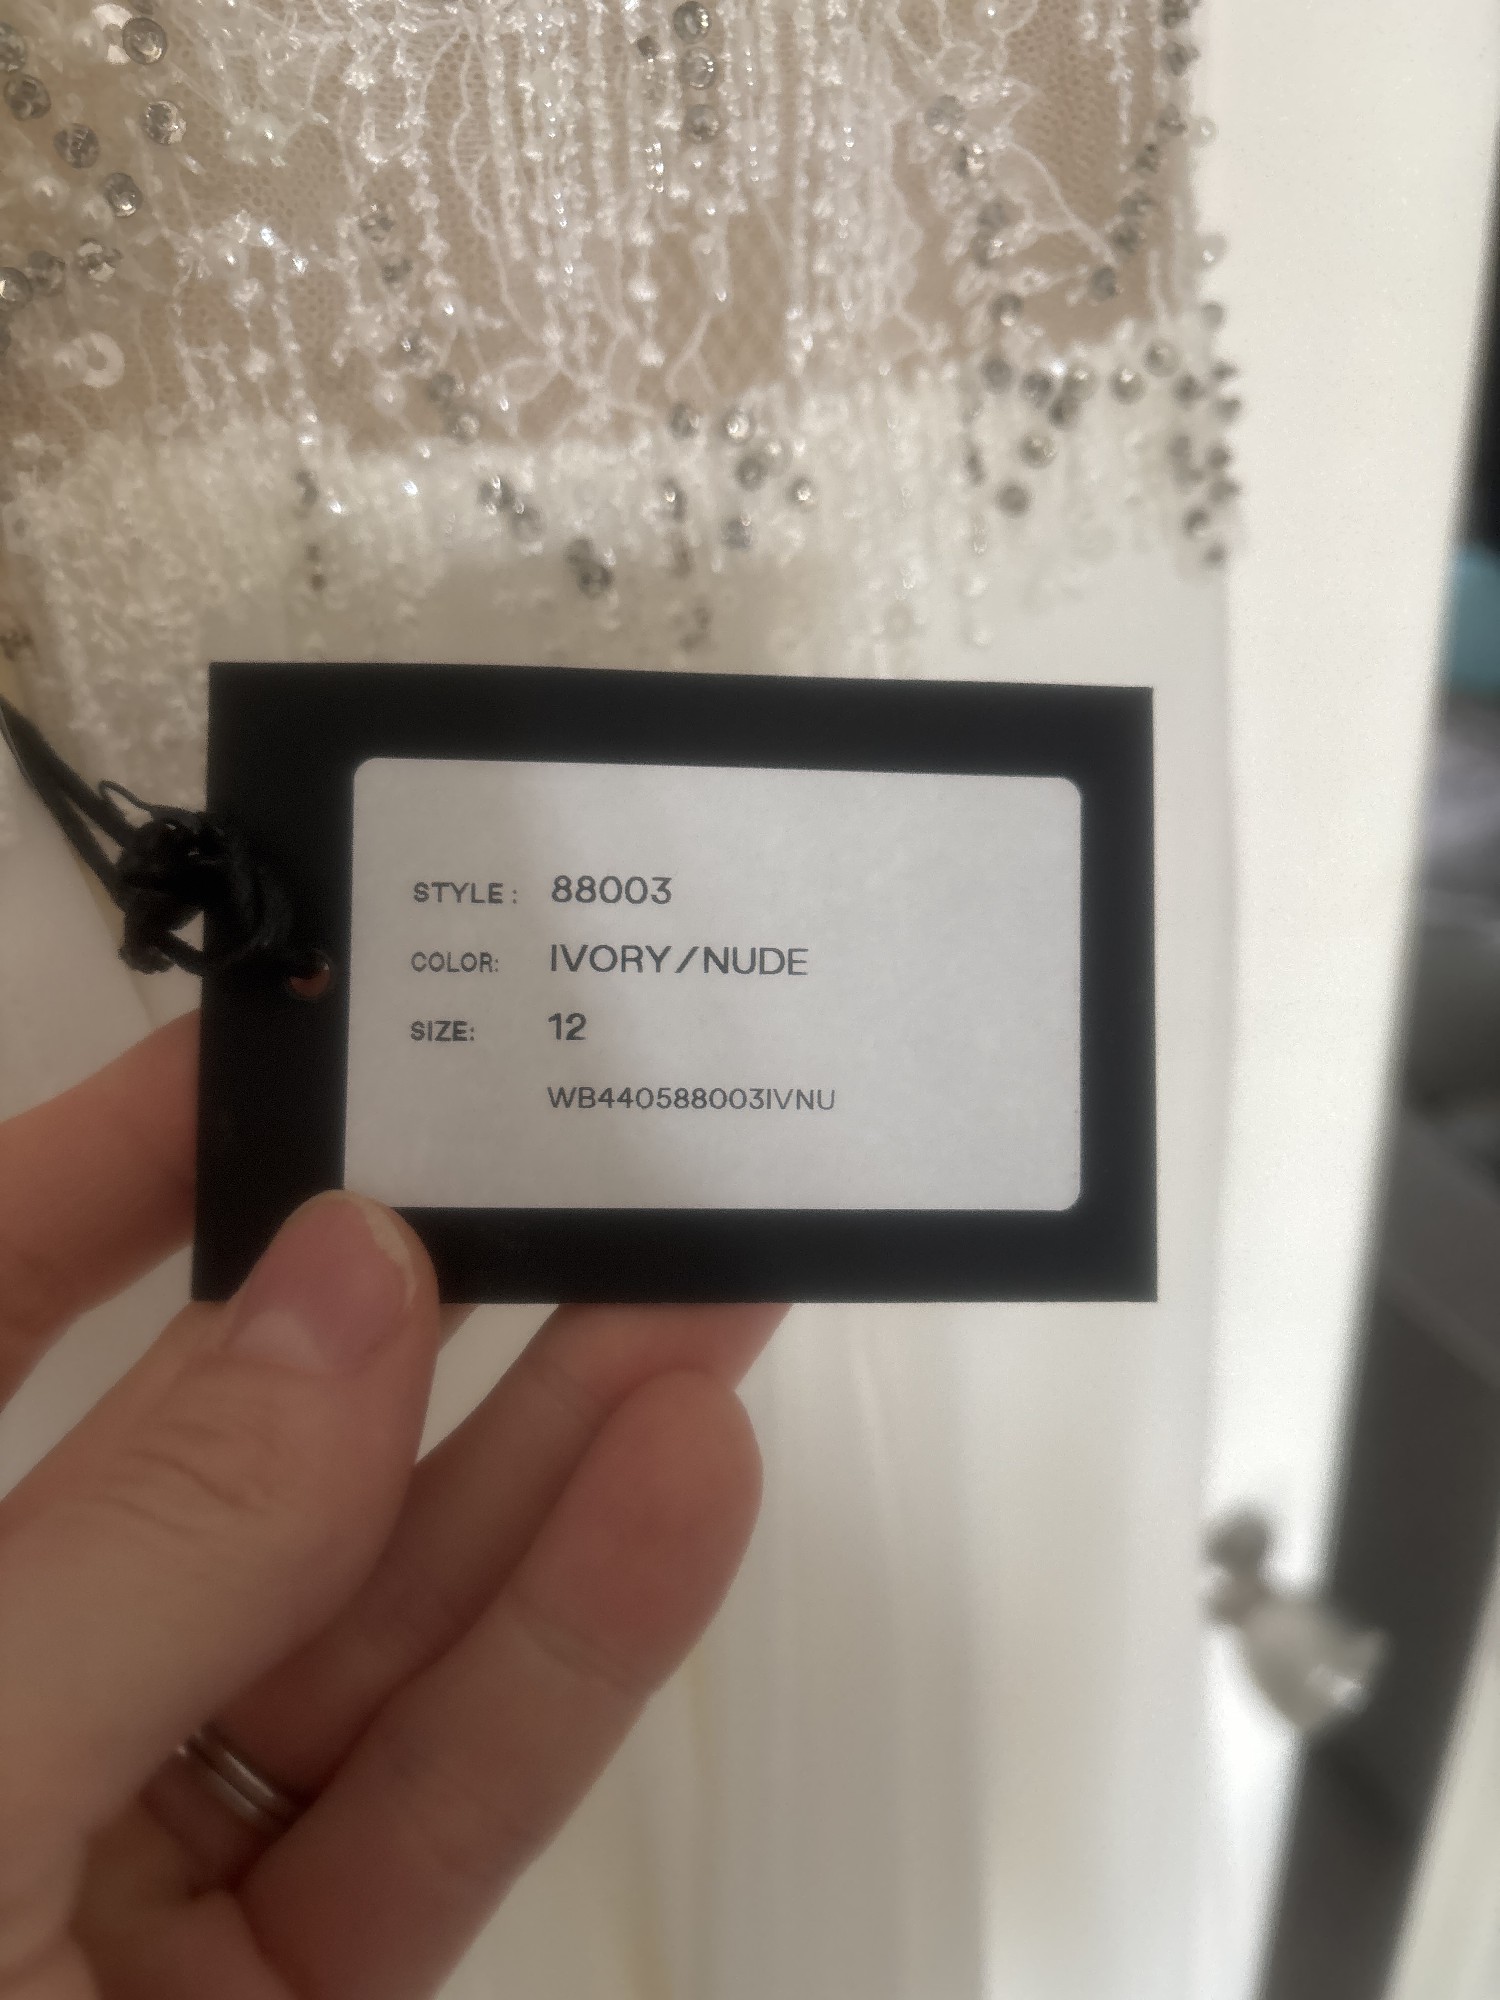 STYLE: 88003
COLOR: IVORY/NUDE
SIZE: 12
WB440588003IVNU